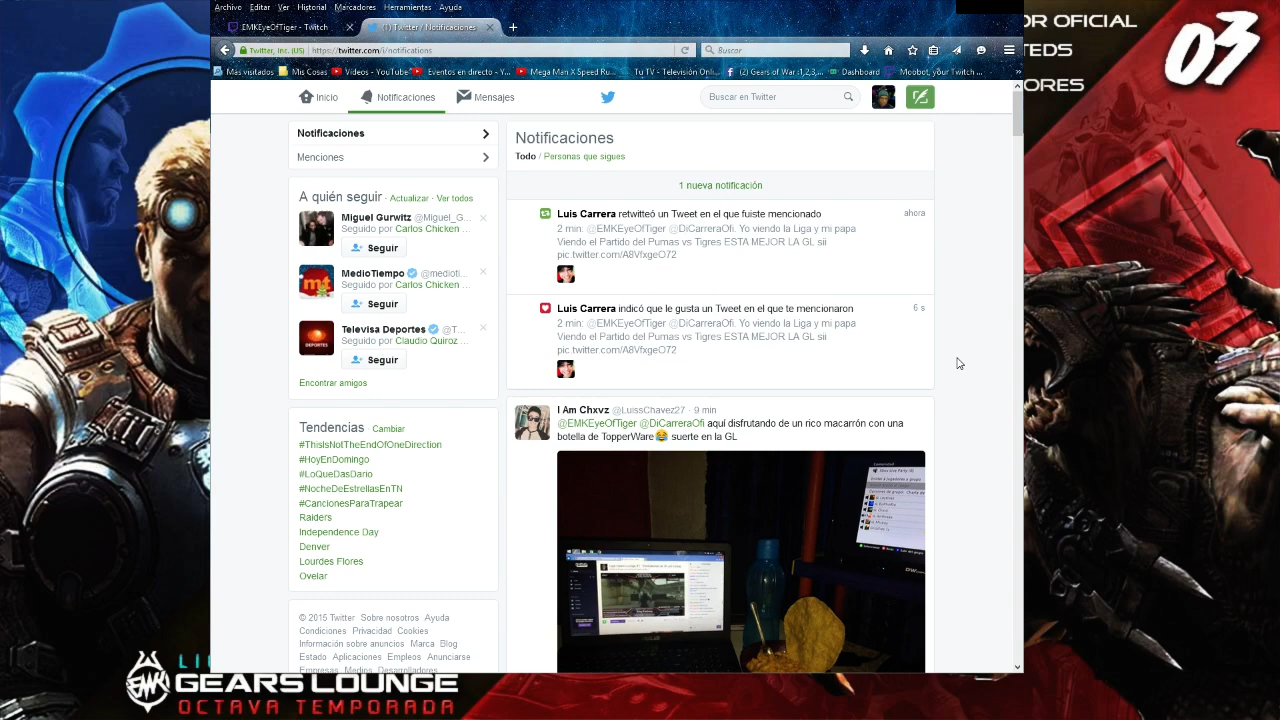 Archivo Editar Ver Historial Marcadores Herramientas Ayuda
EMKEyeOfTiger - Twitch
(1) Twitter / Notificaciones
Twitter, Inc. (US) https://twitter.com/i/notifications
Buscar
Más visitados Mis Cosas Vídeos - YouTube Eventos en directo - Y... Mega Man X Speed Ru... Tu TV - Televisión Onli... (2) Gears of War :1,2,3,... Dashboard Moobot, your Twitch ...
OR OFICIAL
TEDS
ORES
03
Inicio Notificaciones Mensajes
Buscar en Twitter
Notificaciones
Menciones
A quién seguir · Actualizar · Ver todos
Miguel Gurwitz @Miguel_G...
Seguido por Carlos Chicken ...
Seguir
MedioTiempo @medioti...
Seguido por Carlos Chicken ...
Seguir
Televisa Deportes @T...
Seguido por Claudio Quiroz ...
Seguir
Encontrar amigos
Tendencias · Cambiar
#ThisIsNotTheEndOfOneDirection
#HoyEnDomingo
#LoQueDasDario
#NocheDeEstrellasEnTN
#CancionesParaTrapear
Raiders
Independence Day
Denver
Lourdes Flores
Ovelar
© 2015 Twitter Sobre nosotros Ayuda
Condiciones Privacidad Cookies
Información sobre anuncios Marca Blog
Estado Aplicaciones Empleos Anunciarse
Empresas Medios Desarrolladores
Notificaciones
Todo / Personas que sigues
1 nueva notificación
Luis Carrera retwitteó un Tweet en el que fuiste mencionado
ahora
2 min: @EMKEyeOfTiger @DiCarreraOfi. Yo viendo la Liga y mi papa
Viendo el Partido del Pumas vs Tigres ESTA MEJOR LA GL sii
pic.twitter.com/A8VfxgeO72
Luis Carrera indicó que le gusta un Tweet en el que te mencionaron
6 s
2 min: @EMKEyeOfTiger @DiCarreraOfi. Yo viendo la Liga y mi papa
Viendo el Partido del Pumas vs Tigres ESTA MEJOR LA GL sii
pic.twitter.com/A8VfxgeO72
I Am Chxvz @LuissChavez27 · 9 min
@EMKEyeOfTiger @DiCarreraOfi aquí disfrutando de un rico macarrón con una
botella de TopperWare😂 suerte en la GL
GEARS LOUNGE
OCTAVA TEMPORADA